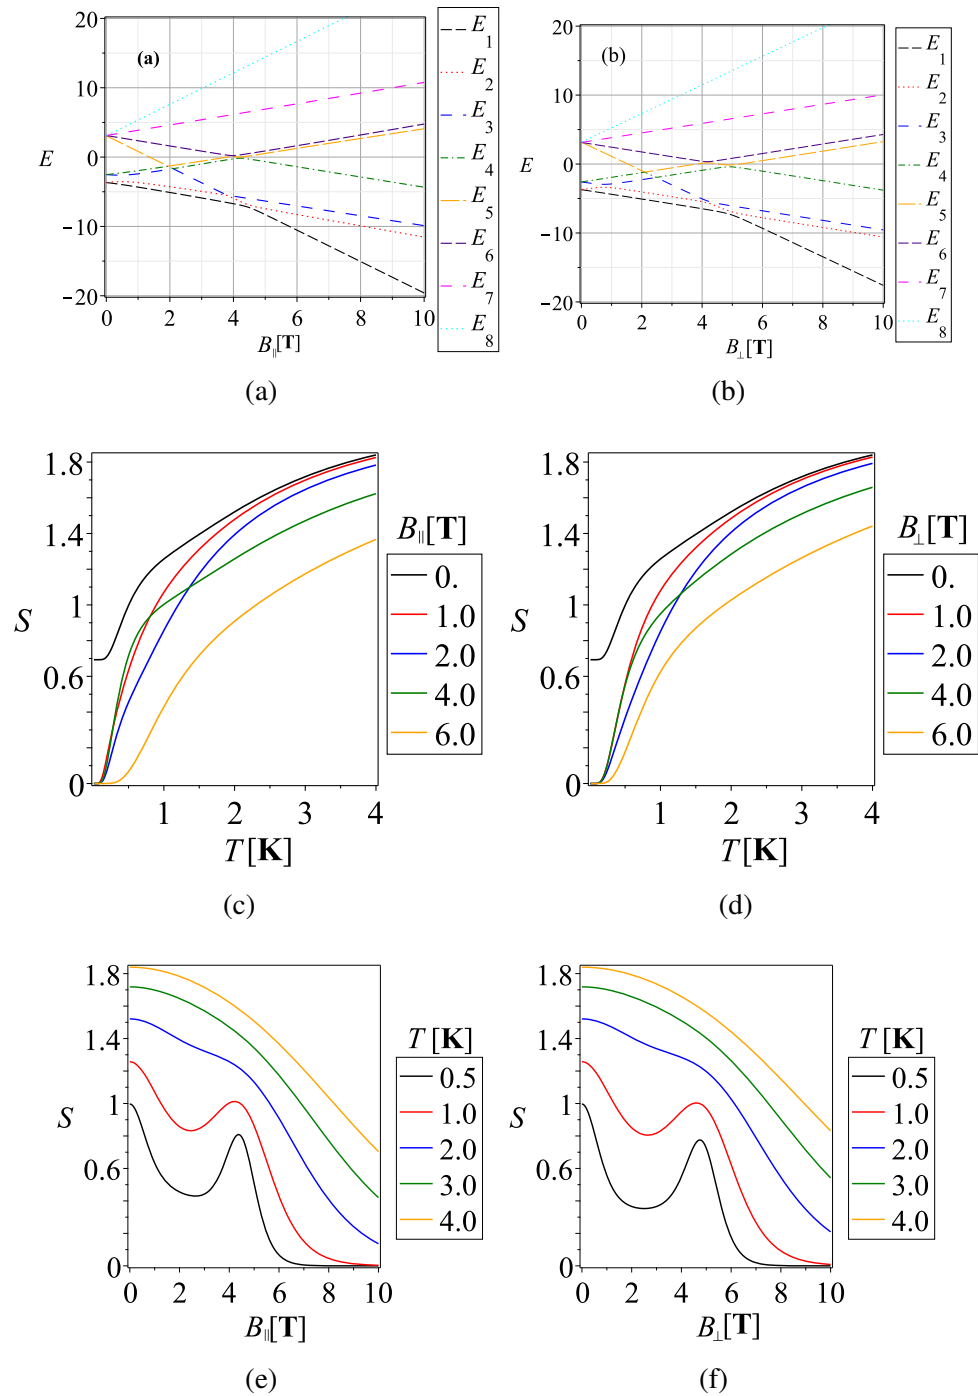 20
10
E 0
−10
−20
0 2 4 6 8 10
B∥[T]
(a)
E1
E2
E3
E4
E5
E6
E7
E8
(a)
20
10
E 0
−10
−20
0 2 4 6 8 10
B⊥[T]
(b)
E1
E2
E3
E4
E5
E6
E7
E8
(b)
1.8
1.4
1
S
0.6
0
1 2 3 4
T[K]
B∥[T]
0.
1.0
2.0
4.0
6.0
(c)
1.8
1.4
1
S
0.6
0
1 2 3 4
T[K]
B⊥[T]
0.
1.0
2.0
4.0
6.0
(d)
1.8
1.4
1
S
0.6
0
0 2 4 6 8 10
B∥[T]
T[K]
0.5
1.0
2.0
3.0
4.0
(e)
1.8
1.4
1
S
0.6
0
0 2 4 6 8 10
B⊥[T]
T[K]
0.5
1.0
2.0
3.0
4.0
(f)